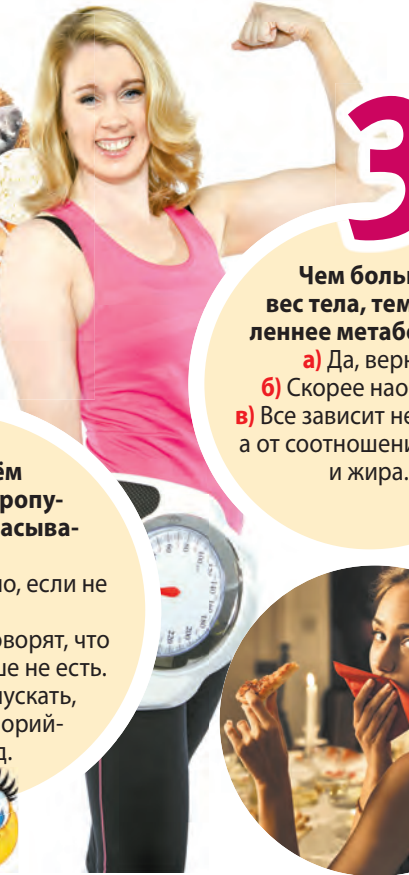 3
Чем боль
вес тела, тем
леннее метабо
а) Да, верн
б) Скорее нао
в) Все зависит не
а от соотношени
и жира.
ём
ропу-
асыва-
но, если не
оворят, что
ше не есть.
ускать,
орий-
д.